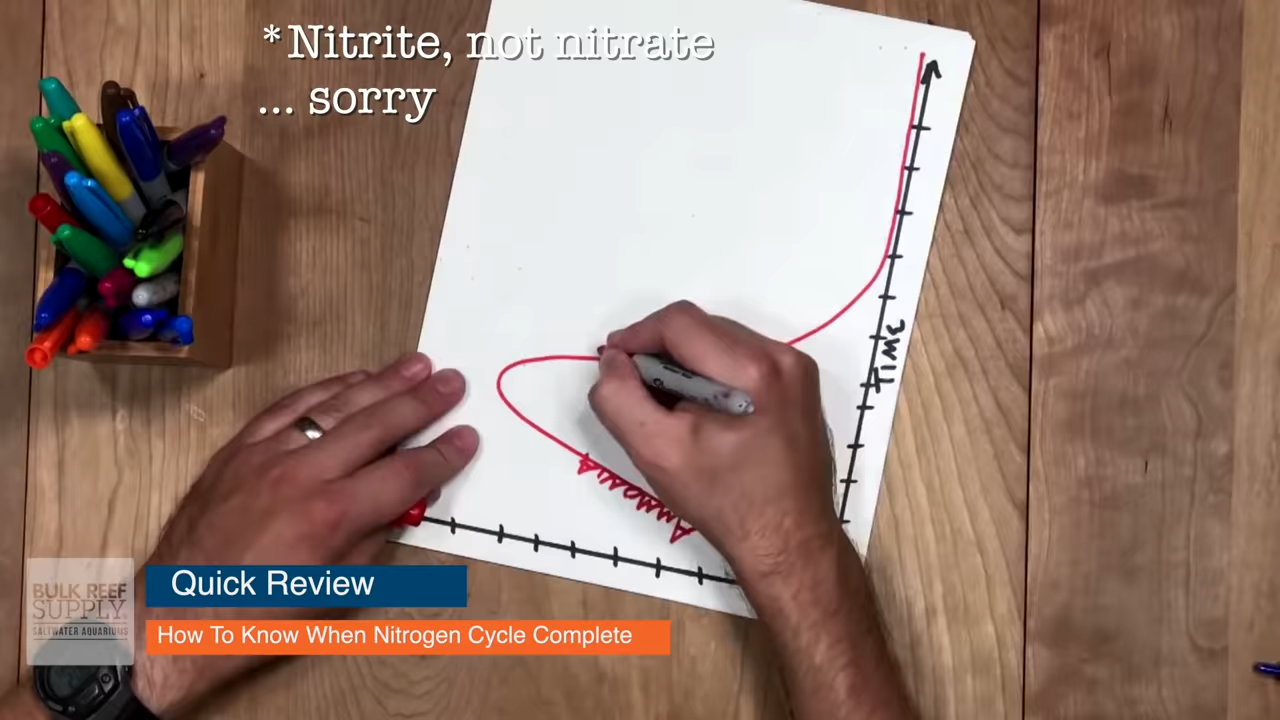 *Nitrite, not nitrate
... sorry
TIME
Ammonia
BULK REEF
SUPPLY
SALTWATER AQUARIUMS
Quick Review
How To Know When Nitrogen Cycle Complete